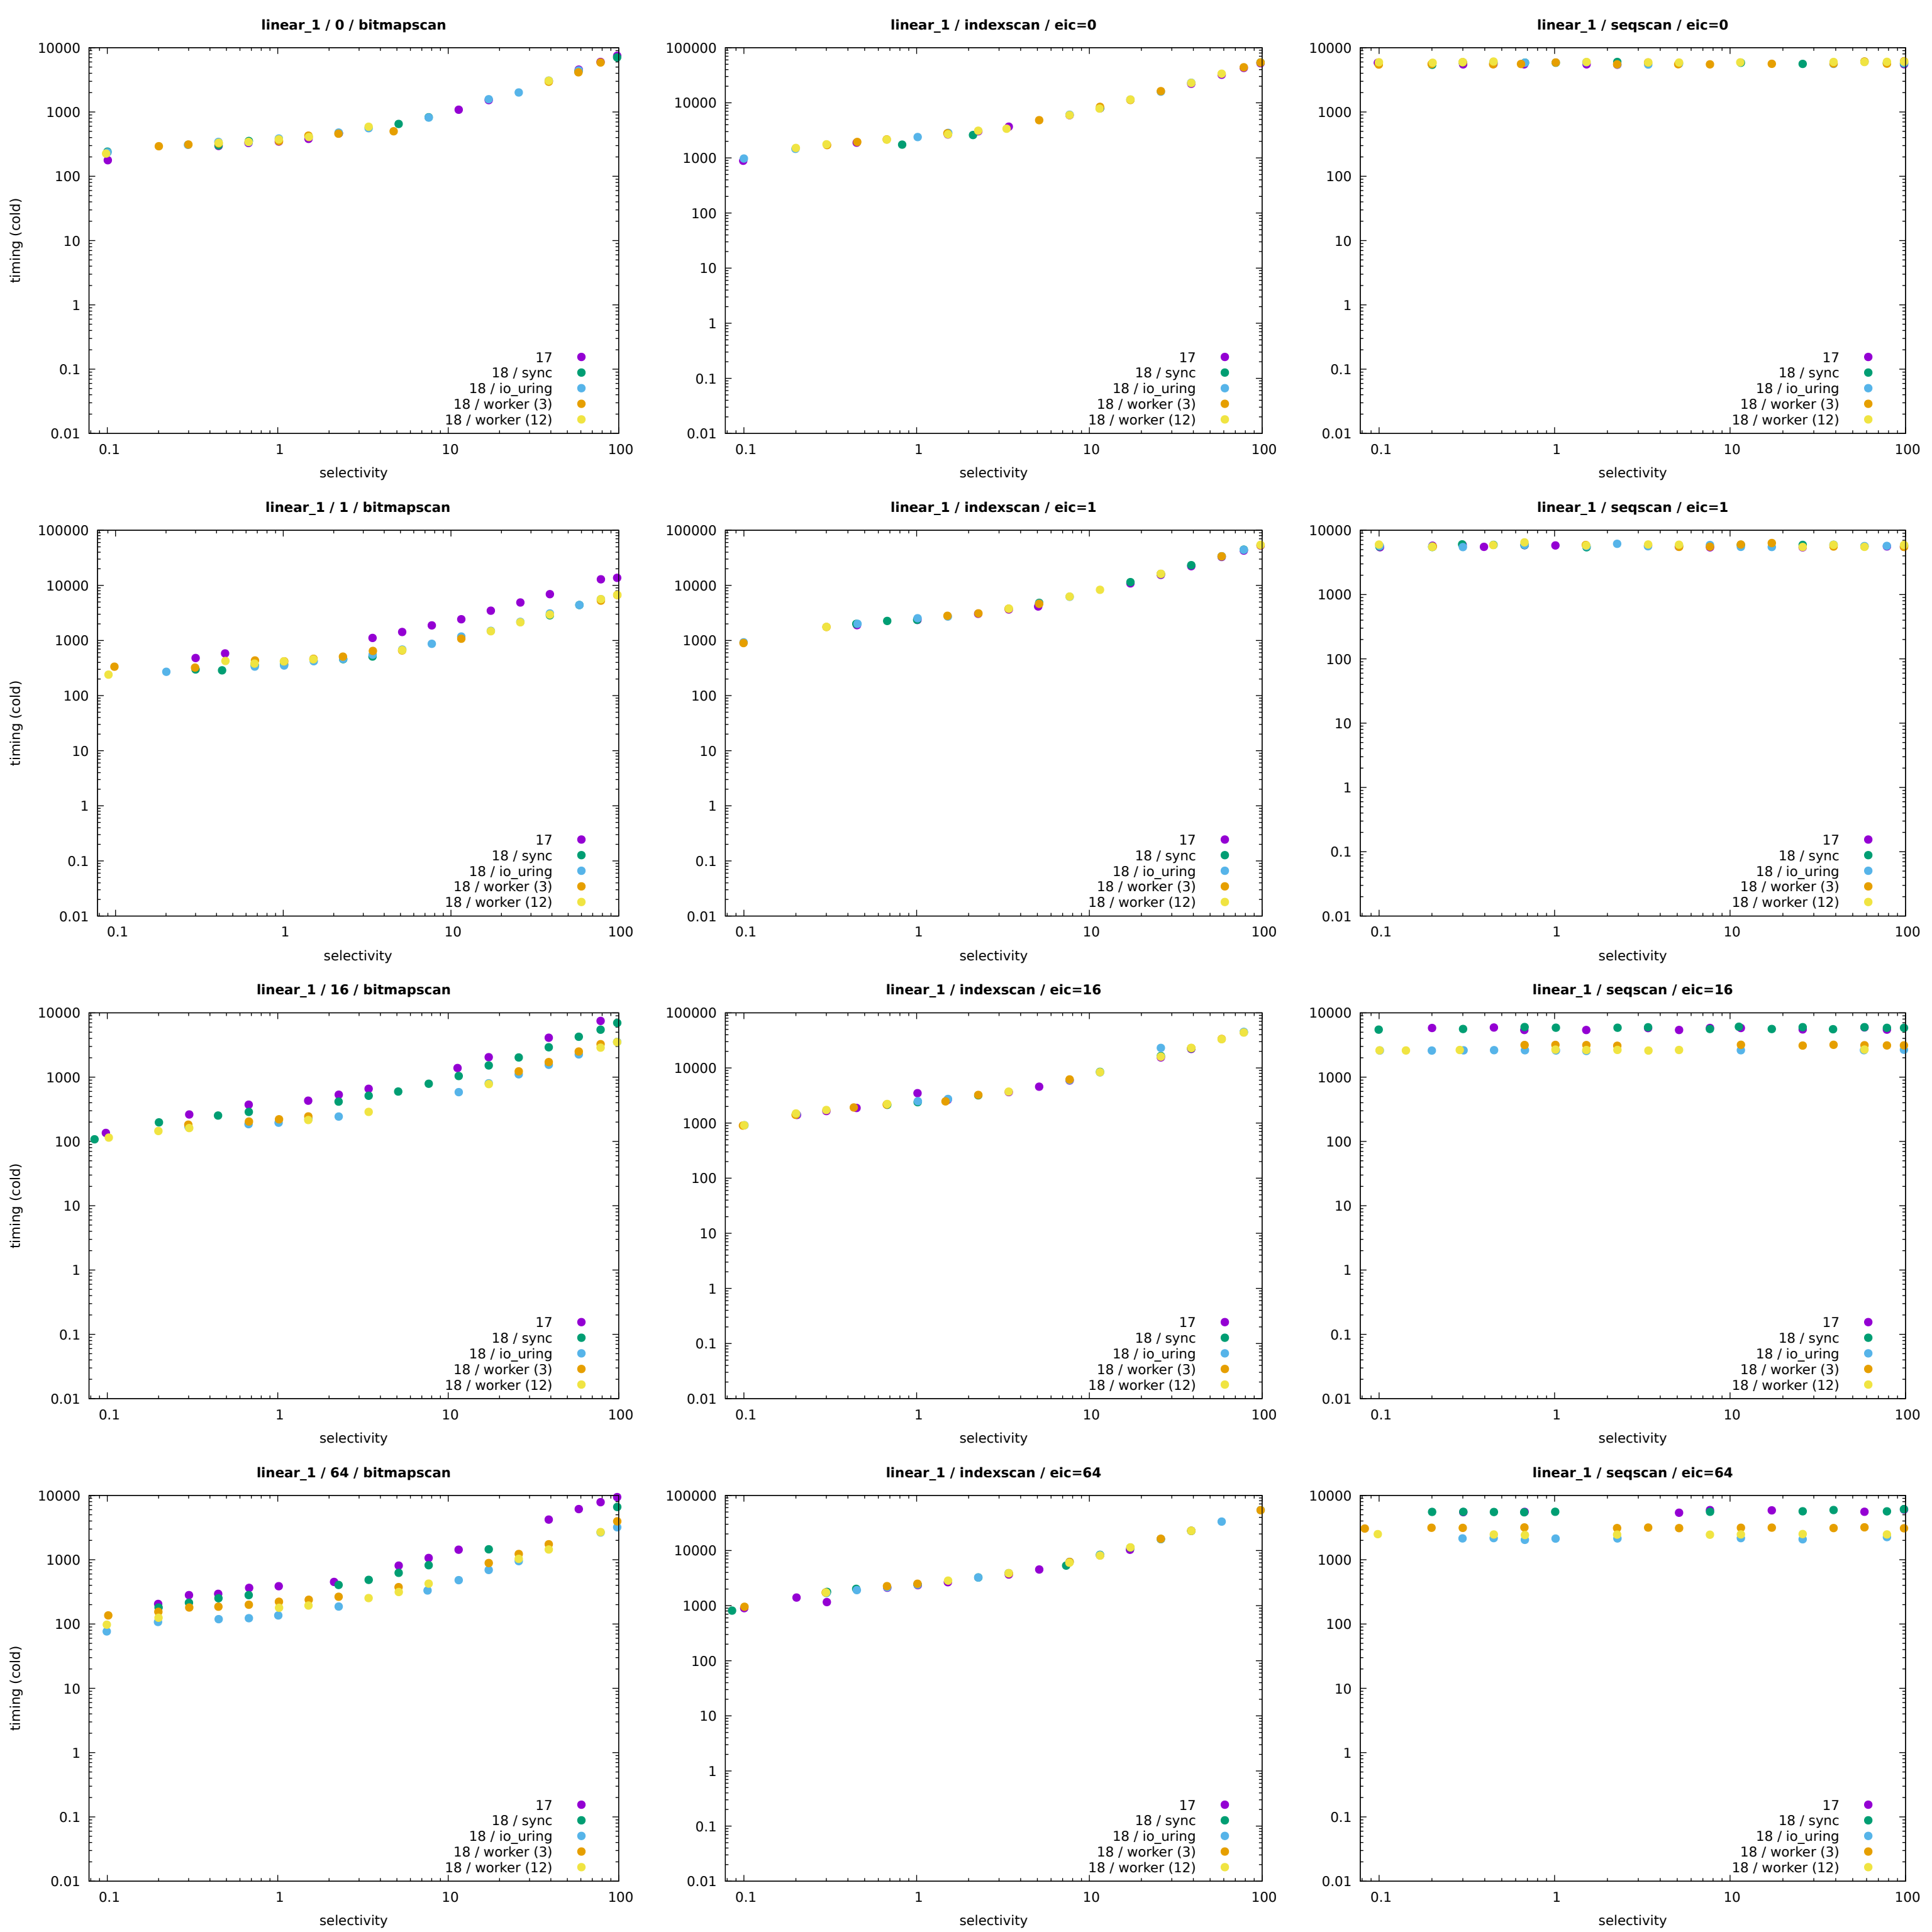 linear_1 / 0 / bitmapscan
timing (cold)
10000
1000
100
10
1
0.1
0.01
17
18 / sync
18 / io_uring
18 / worker (3)
18 / worker (12)
0.1 1 10 100
selectivity
linear_1 / indexscan / eic=0
100000
10000
1000
100
10
1
0.1
0.01
17
18 / sync
18 / io_uring
18 / worker (3)
18 / worker (12)
0.1 1 10 100
selectivity
linear_1 / seqscan / eic=0
10000
1000
100
10
1
0.1
0.01
17
18 / sync
18 / io_uring
18 / worker (3)
18 / worker (12)
0.1 1 10 100
selectivity
linear_1 / 1 / bitmapscan
timing (cold)
100000
10000
1000
100
10
1
0.1
0.01
17
18 / sync
18 / io_uring
18 / worker (3)
18 / worker (12)
0.1 1 10 100
selectivity
linear_1 / indexscan / eic=1
100000
10000
1000
100
10
1
0.1
0.01
17
18 / sync
18 / io_uring
18 / worker (3)
18 / worker (12)
0.1 1 10 100
selectivity
linear_1 / seqscan / eic=1
10000
1000
100
10
1
0.1
0.01
17
18 / sync
18 / io_uring
18 / worker (3)
18 / worker (12)
0.1 1 10 100
selectivity
linear_1 / 16 / bitmapscan
timing (cold)
10000
1000
100
10
1
0.1
0.01
17
18 / sync
18 / io_uring
18 / worker (3)
18 / worker (12)
0.1 1 10 100
selectivity
linear_1 / indexscan / eic=16
100000
10000
1000
100
10
1
0.1
0.01
17
18 / sync
18 / io_uring
18 / worker (3)
18 / worker (12)
0.1 1 10 100
selectivity
linear_1 / seqscan / eic=16
10000
1000
100
10
1
0.1
0.01
17
18 / sync
18 / io_uring
18 / worker (3)
18 / worker (12)
0.1 1 10 100
selectivity
linear_1 / 64 / bitmapscan
timing (cold)
10000
1000
100
10
1
0.1
0.01
17
18 / sync
18 / io_uring
18 / worker (3)
18 / worker (12)
0.1 1 10 100
selectivity
linear_1 / indexscan / eic=64
100000
10000
1000
100
10
1
0.1
0.01
17
18 / sync
18 / io_uring
18 / worker (3)
18 / worker (12)
0.1 1 10 100
selectivity
linear_1 / seqscan / eic=64
10000
1000
100
10
1
0.1
0.01
17
18 / sync
18 / io_uring
18 / worker (3)
18 / worker (12)
0.1 1 10 100
selectivity